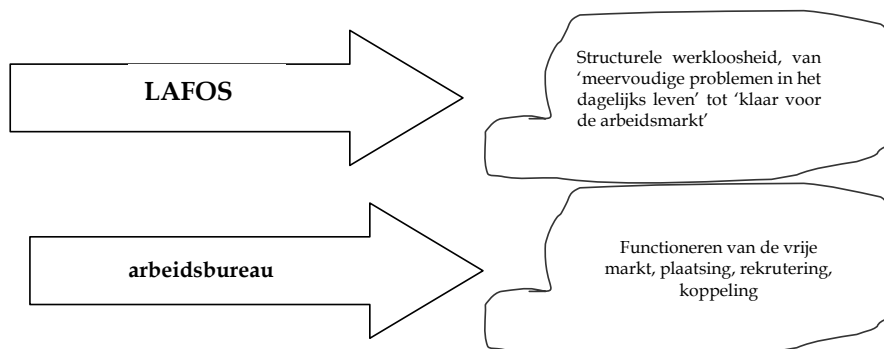 LAFOS
Structurele werkloosheid, van
‘meervoudige problemen in het
dagelijks leven’ tot ‘klaar voor
de arbeidsmarkt’
arbeidsbureau
Functioneren van de vrije
markt, plaatsing, rekrutering,
koppeling